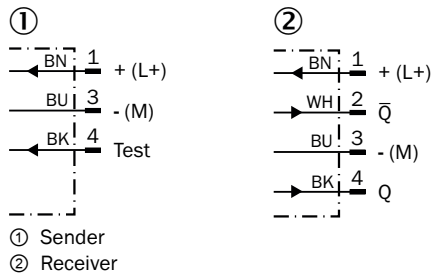 ① ②
BN 1 + (L+)
BU 3 - (M)
BK 4 Test
BN 1 + (L+)
WH 2 Q̅
BU 3 - (M)
BK 4 Q
① Sender
② Receiver